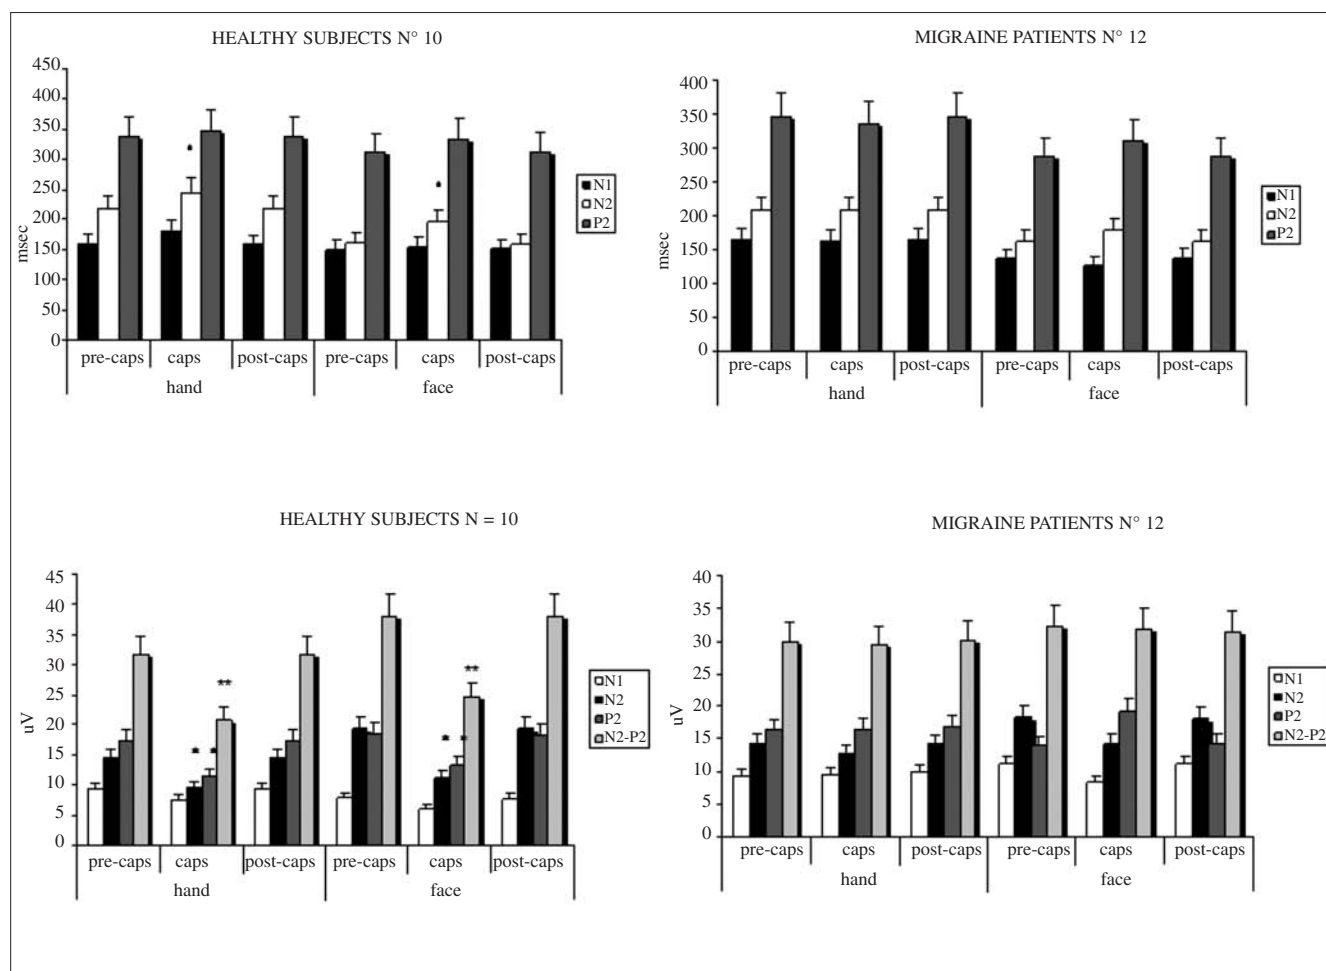 HEALTHY SUBJECTS N° 10
450
400
350
300
250
200
150
100
50
0
msec
*
*
N1
N2
P2
pre-caps caps post-caps pre-caps caps post-caps
hand face
MIGRAINE PATIENTS N° 12
400
350
300
250
200
150
100
50
0
msec
N1
N2
P2
pre-caps caps post-caps pre-caps caps post-caps
hand face
HEALTHY SUBJECTS N = 10
45
40
35
30
25
20
15
10
5
0
uV
* * **
* * **
N1
N2
P2
N2-P2
pre-caps caps post-caps pre-caps caps post-caps
hand face
MIGRAINE PATIENTS N° 12
40
35
30
25
20
15
10
5
0
uV
N1
N2
P2
N2-P2
pre-caps caps post-caps pre-caps caps post-caps
hand face